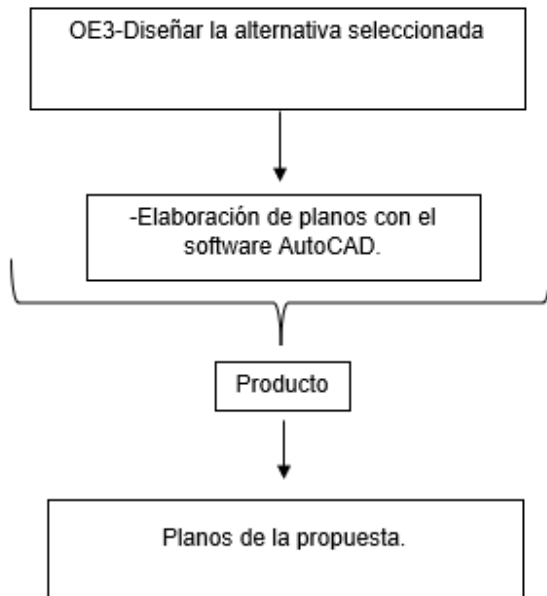 OE3-Diseñar la alternativa seleccionada
-Elaboración de planos con el
software AutoCAD.
Producto
Planos de la propuesta.